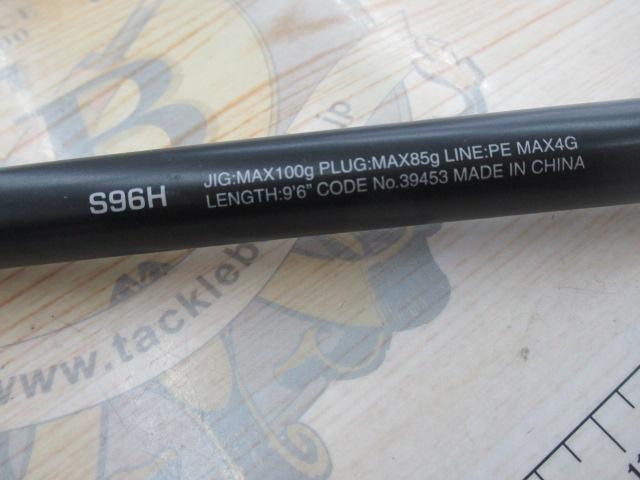 S96H
JIG:MAX100g PLUG:MAX85g LINE:PE MAX4G
LENGTH:9'6" CODE No.39453 MADE IN CHINA
www.tackleb
jp